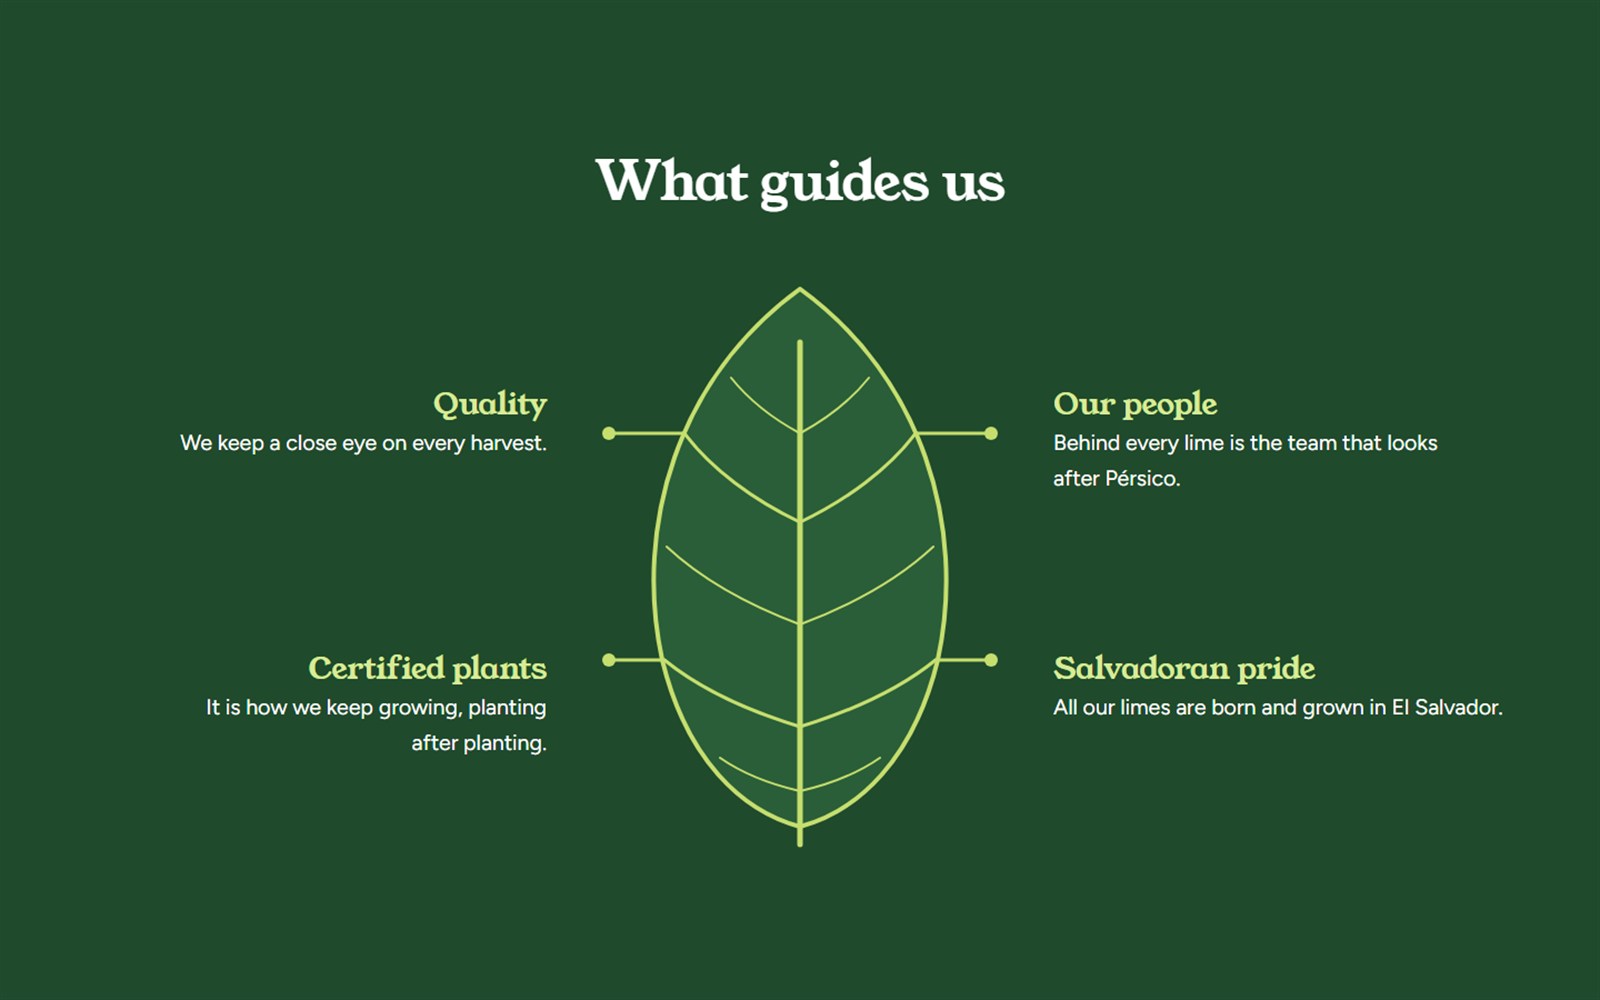 What guides us
Quality
We keep a close eye on every harvest.
Our people
Behind every lime is the team that looks
after Pérsico.
Certified plants
It is how we keep growing, planting
after planting.
Salvadoran pride
All our limes are born and grown in El Salvador.